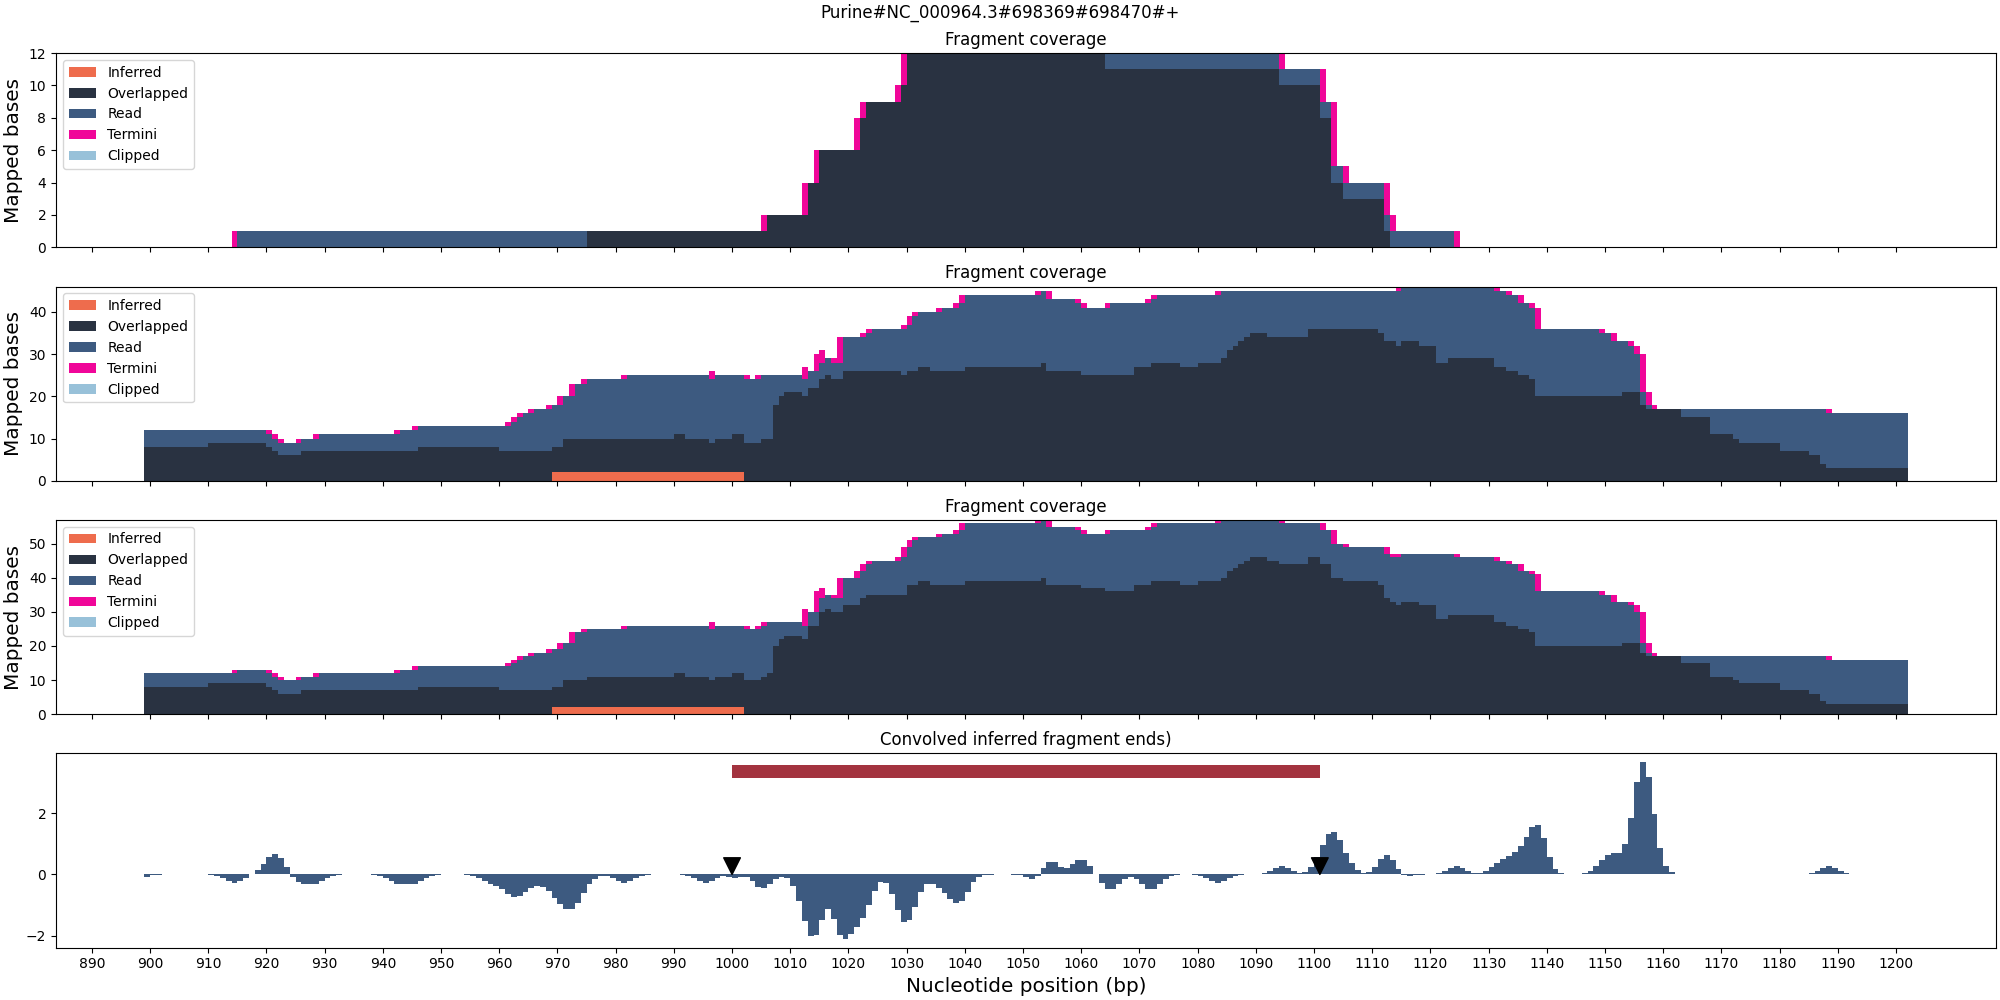 Purine#NC_000964.3#698369#698470#+
Fragment coverage
Mapped bases
12
10
8
6
4
2
0
Inferred
Overlapped
Read
Termini
Clipped
Fragment coverage
Mapped bases
40
30
20
10
0
Inferred
Overlapped
Read
Termini
Clipped
Fragment coverage
Mapped bases
50
40
30
20
10
0
Inferred
Overlapped
Read
Termini
Clipped
Convolved inferred fragment ends)
2
0
−2
890 900 910 920 930 940 950 960 970 980 990 1000 1010 1020 1030 1040 1050 1060 1070 1080 1090 1100 1110 1120 1130 1140 1150 1160 1170 1180 1190 1200
Nucleotide position (bp)